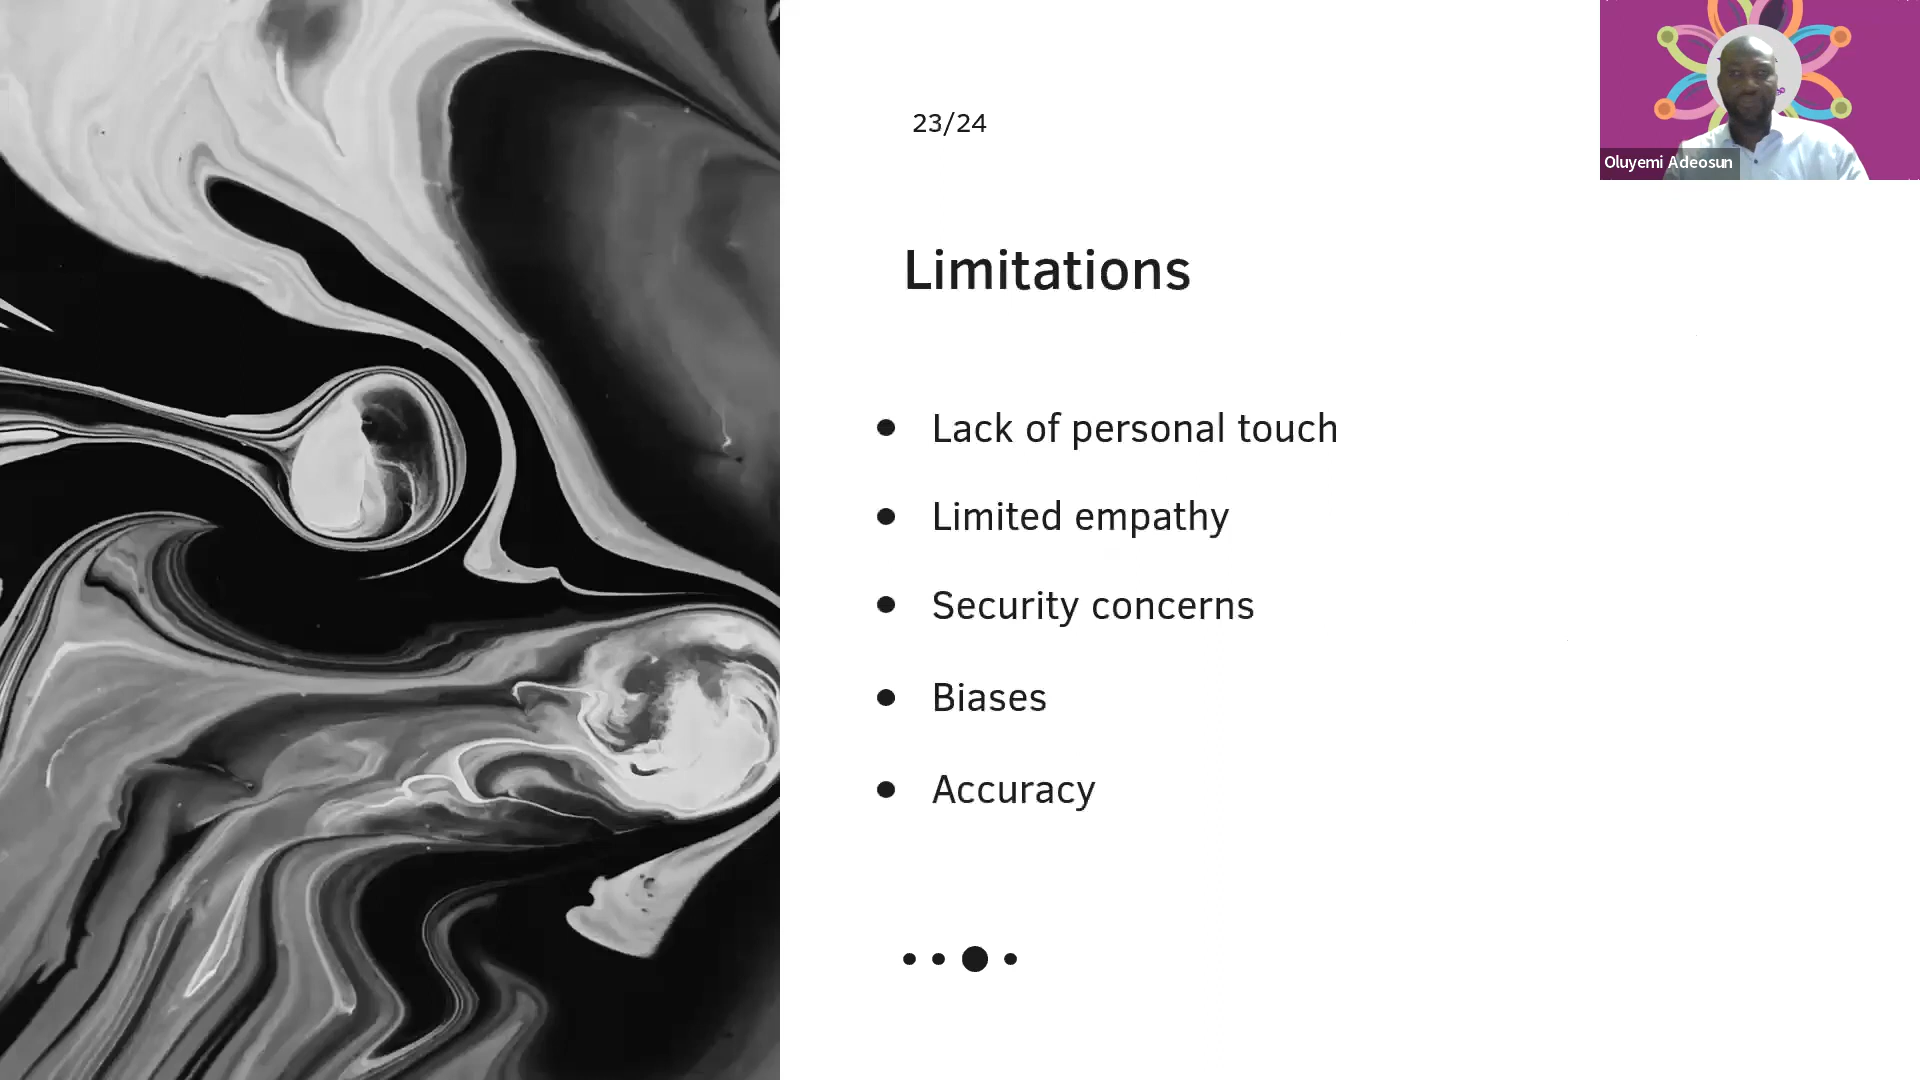 23/24
Oluyemi Adeosun
Limitations
• Lack of personal touch
• Limited empathy
• Security concerns
• Biases
• Accuracy